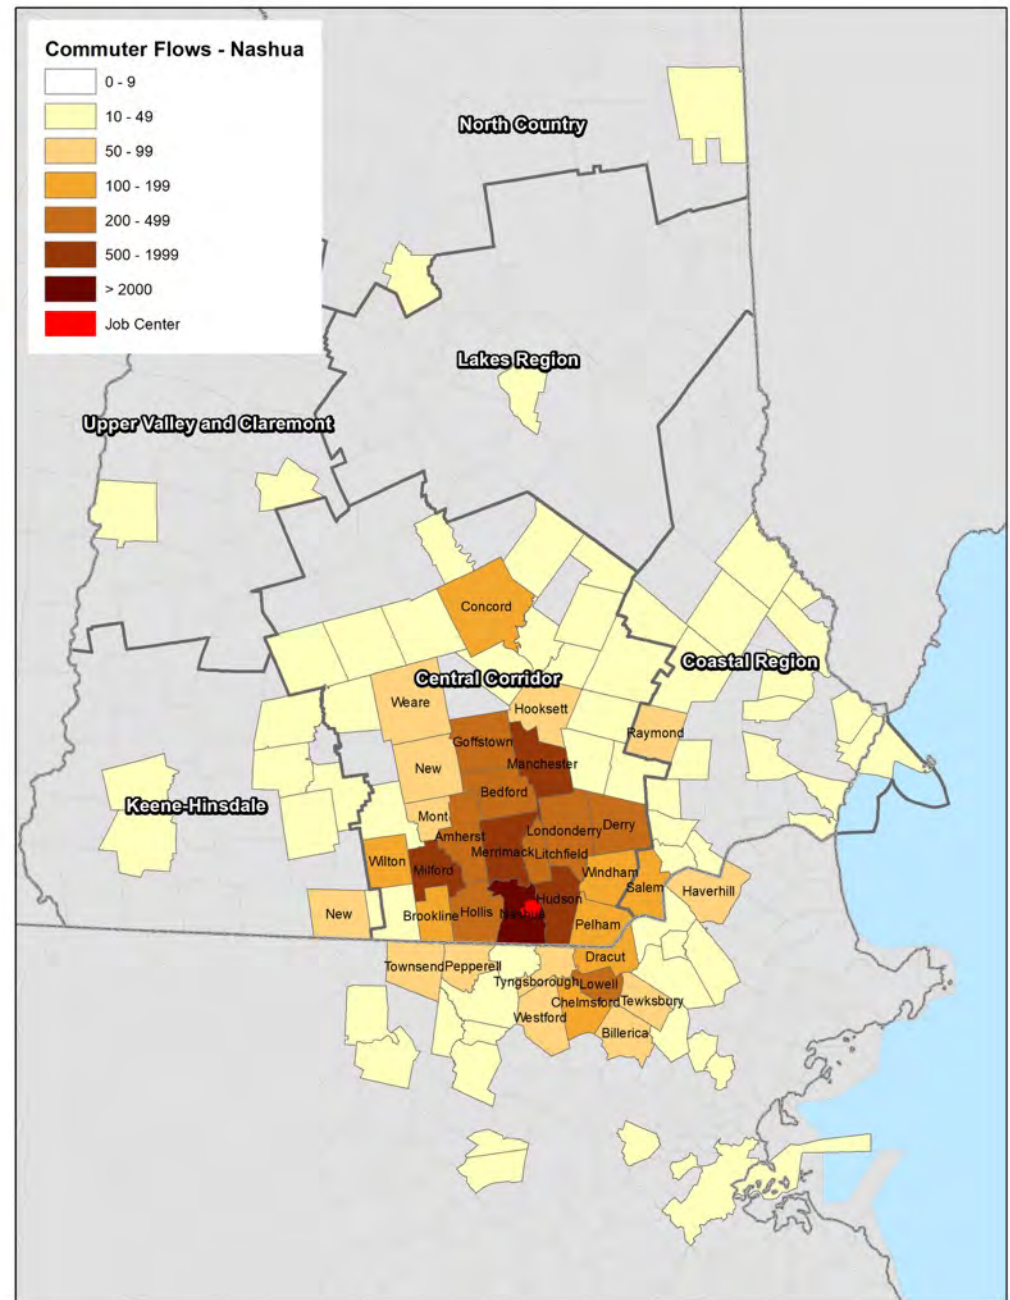 Commuter Flows - Nashua
0 - 9
10 - 49
50 - 99
100 - 199
200 - 499
500 - 1999
> 2000
Job Center
North Country
Lakes Region
Upper Valley and Claremont
Concord
Coastal Region
Central Corridor
Weare
Hooksett
Raymond
Goffstown
Manchester
New
Bedford
Keene-Hinsdale
Mont
Derry
Londonderry
Amherst
Merrimack
Litchfield
Wilton
Milford
Windham
Salem
Haverhill
Hudson
New
Brookline
Hollis
Nashua
Pelham
Dracut
Townsend
Pepperell
Tyngsborough
Lowell
Chelmsford
Tewksbury
Westford
Billerica